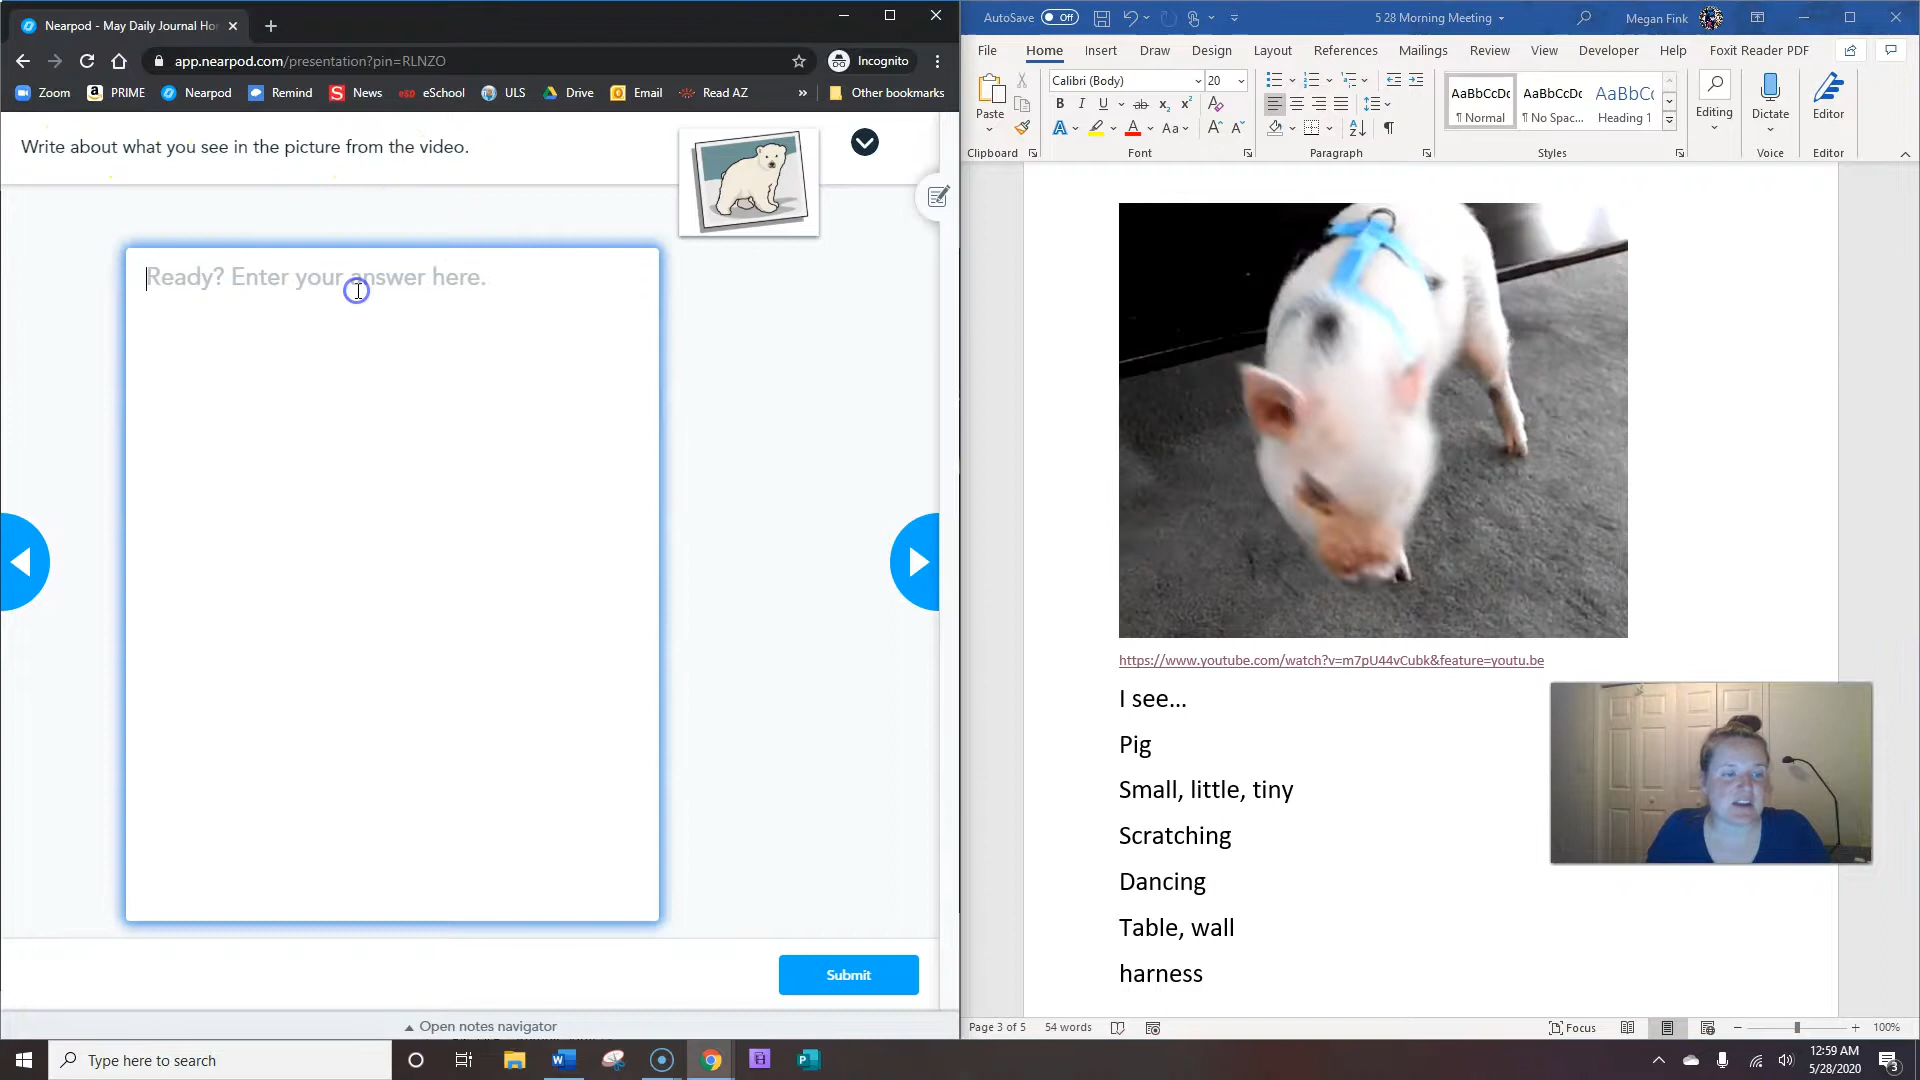 Nearpod - May Daily Journal Ho
app.nearpod.com/presentation?pin=RLNZO
Incognito
Zoom PRIME Nearpod Remind News eSchool ULS Drive Email Read AZ » Other bookmarks
Write about what you see in the picture from the video.
Ready? Enter your answer here.
Submit
Open notes navigator
AutoSave Off
5 28 Morning Meeting
Megan Fink
File Home Insert Draw Design Layout References Mailings Review View Developer Help Foxit Reader PDF
Paste
Calibri (Body) 20
B I U ab x₂ x² A
A A Aa A A
AaBbCcDc AaBbCcDc AaBbCc
¶ Normal ¶ No Spac... Heading 1
Editing Dictate Editor
Clipboard Font Paragraph Styles Voice Editor
https://www.youtube.com/watch?v=m7pU44vCubk&feature=youtu.be
I see...
Pig
Small, little, tiny
Scratching
Dancing
Table, wall
harness
Page 3 of 5 54 words Focus 100%
Type here to search
12:59 AM
5/28/2020
3